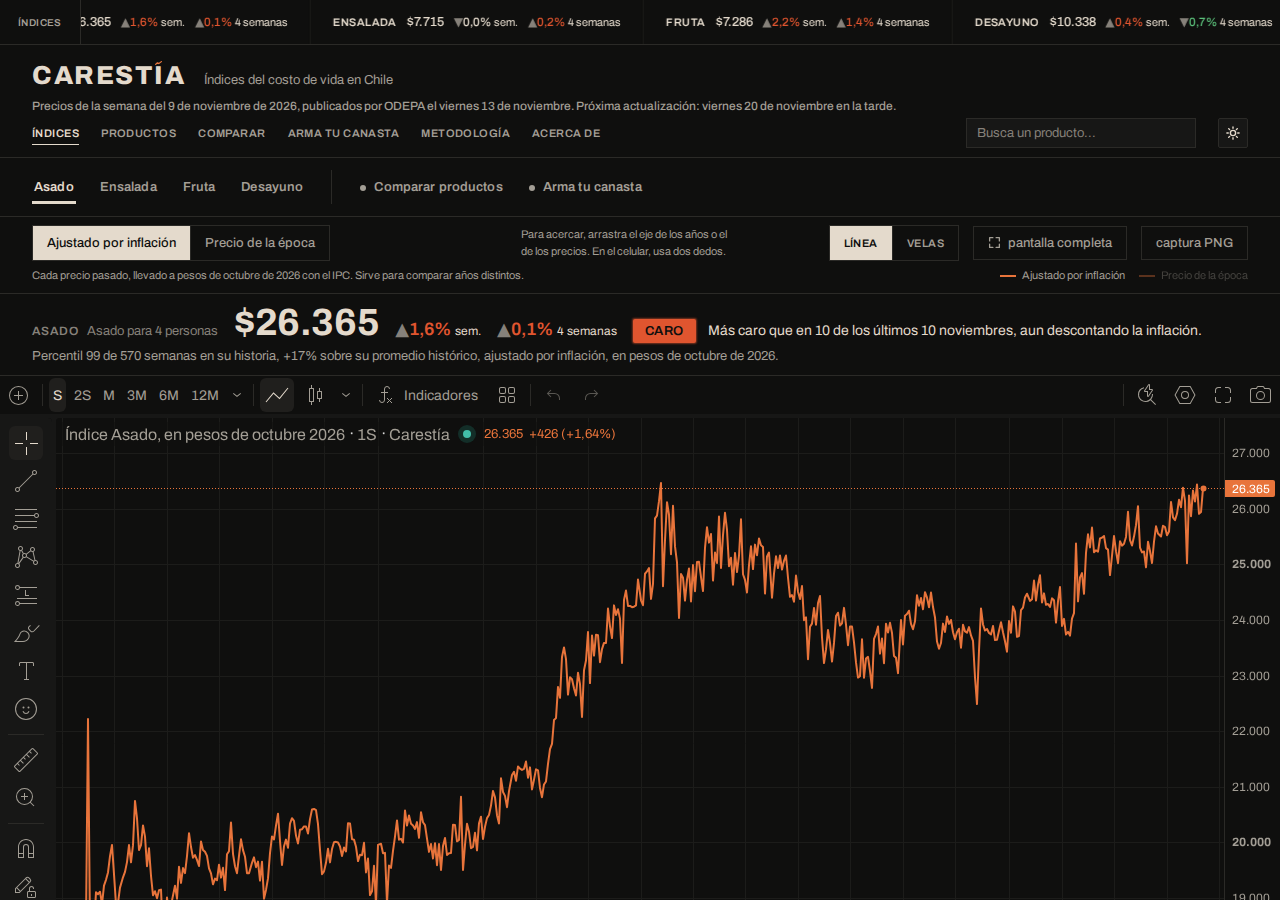 ÍNDICES 6.365 ▲1,6% sem. ▲0,1% 4 semanas ENSALADA $7.715 ▼0,0% sem. ▲0,2% 4 semanas FRUTA $7.286 ▲2,2% sem. ▲1,4% 4 semanas DESAYUNO $10.338 ▲0,4% sem. ▼0,7% 4 semanas
CARESTÍA Índices del costo de vida en Chile
Precios de la semana del 9 de noviembre de 2026, publicados por ODEPA el viernes 13 de noviembre. Próxima actualización: viernes 20 de noviembre en la tarde.
ÍNDICES PRODUCTOS COMPARAR ARMA TU CANASTA METODOLOGÍA ACERCA DE Busca un producto...
Asado Ensalada Fruta Desayuno Comparar productos Arma tu canasta
Ajustado por inflación Precio de la época
Para acercar, arrastra el eje de los años o el
de los precios. En el celular, usa dos dedos.
LÍNEA VELAS pantalla completa captura PNG
Cada precio pasado, llevado a pesos de octubre de 2026 con el IPC. Sirve para comparar años distintos.
Ajustado por inflación Precio de la época
ASADO Asado para 4 personas $26.365 ▲1,6% sem. ▲0,1% 4 semanas CARO Más caro que en 10 de los últimos 10 noviembres, aun descontando la inflación.
Percentil 99 de 570 semanas en su historia, +17% sobre su promedio histórico, ajustado por inflación, en pesos de octubre de 2026.
S 2S M 3M 6M 12M Indicadores
Índice Asado, en pesos de octubre 2026 · 1S · Carestía 26.365 +426 (+1,64%)
27.000
26.365
26.000
25.000
24.000
23.000
22.000
21.000
20.000
19.000